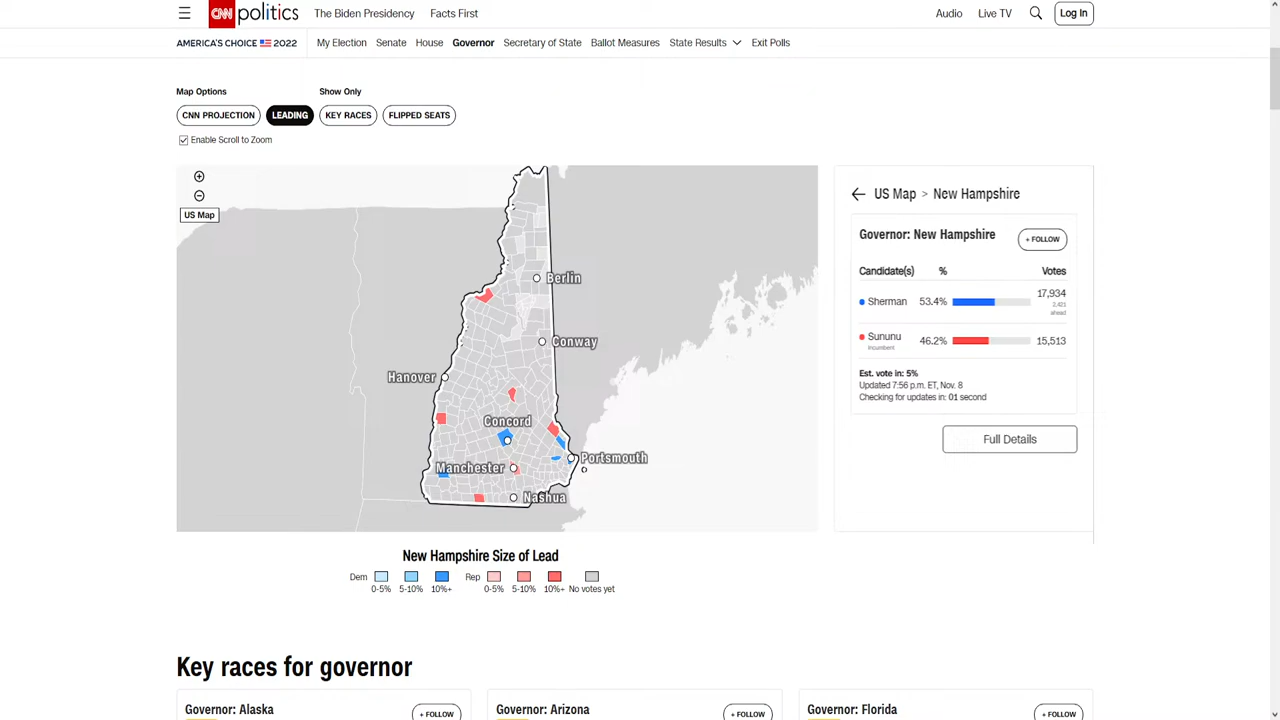 CNN politics The Biden Presidency Facts First Audio Live TV Log In
AMERICA'S CHOICE 2022 My Election Senate House Governor Secretary of State Ballot Measures State Results Exit Polls
Map Options Show Only
CNN PROJECTION LEADING KEY RACES FLIPPED SEATS
Enable Scroll to Zoom
US Map
Berlin
Conway
Hanover
Concord
Manchester
Portsmouth
Nashua
US Map > New Hampshire
Governor: New Hampshire + FOLLOW
Candidate(s) % Votes
Sherman 53.4% 17,934
2,421
ahead
Sununu 46.2% 15,513
Incumbent
Est. vote in: 5%
Updated 7:56 p.m. ET, Nov. 8
Checking for updates in: 01 second
Full Details
New Hampshire Size of Lead
Dem Rep
0-5% 5-10% 10%+ 0-5% 5-10% 10%+ No votes yet
Key races for governor
Governor: Alaska + FOLLOW Governor: Arizona + FOLLOW Governor: Florida + FOLLOW